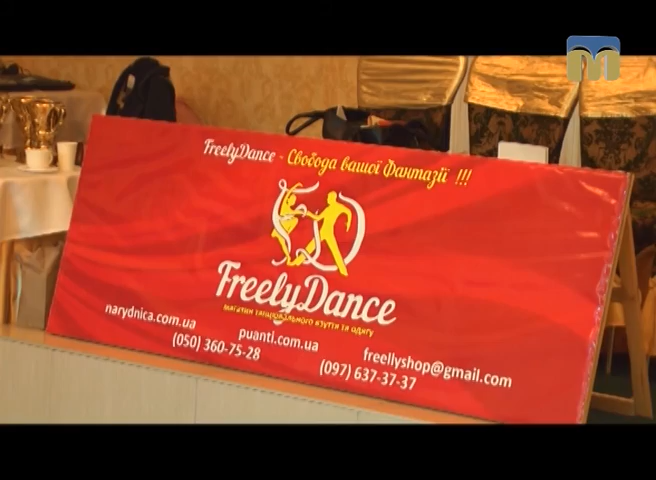 FreelyDance - Свобода вашої Фантазії !!!
FreelyDance
магазин танцювального взуття та одягу
narydnica.com.ua
puanti.com.ua
freellyshop@gmail.com
(050) 360-75-28
(097) 637-37-37